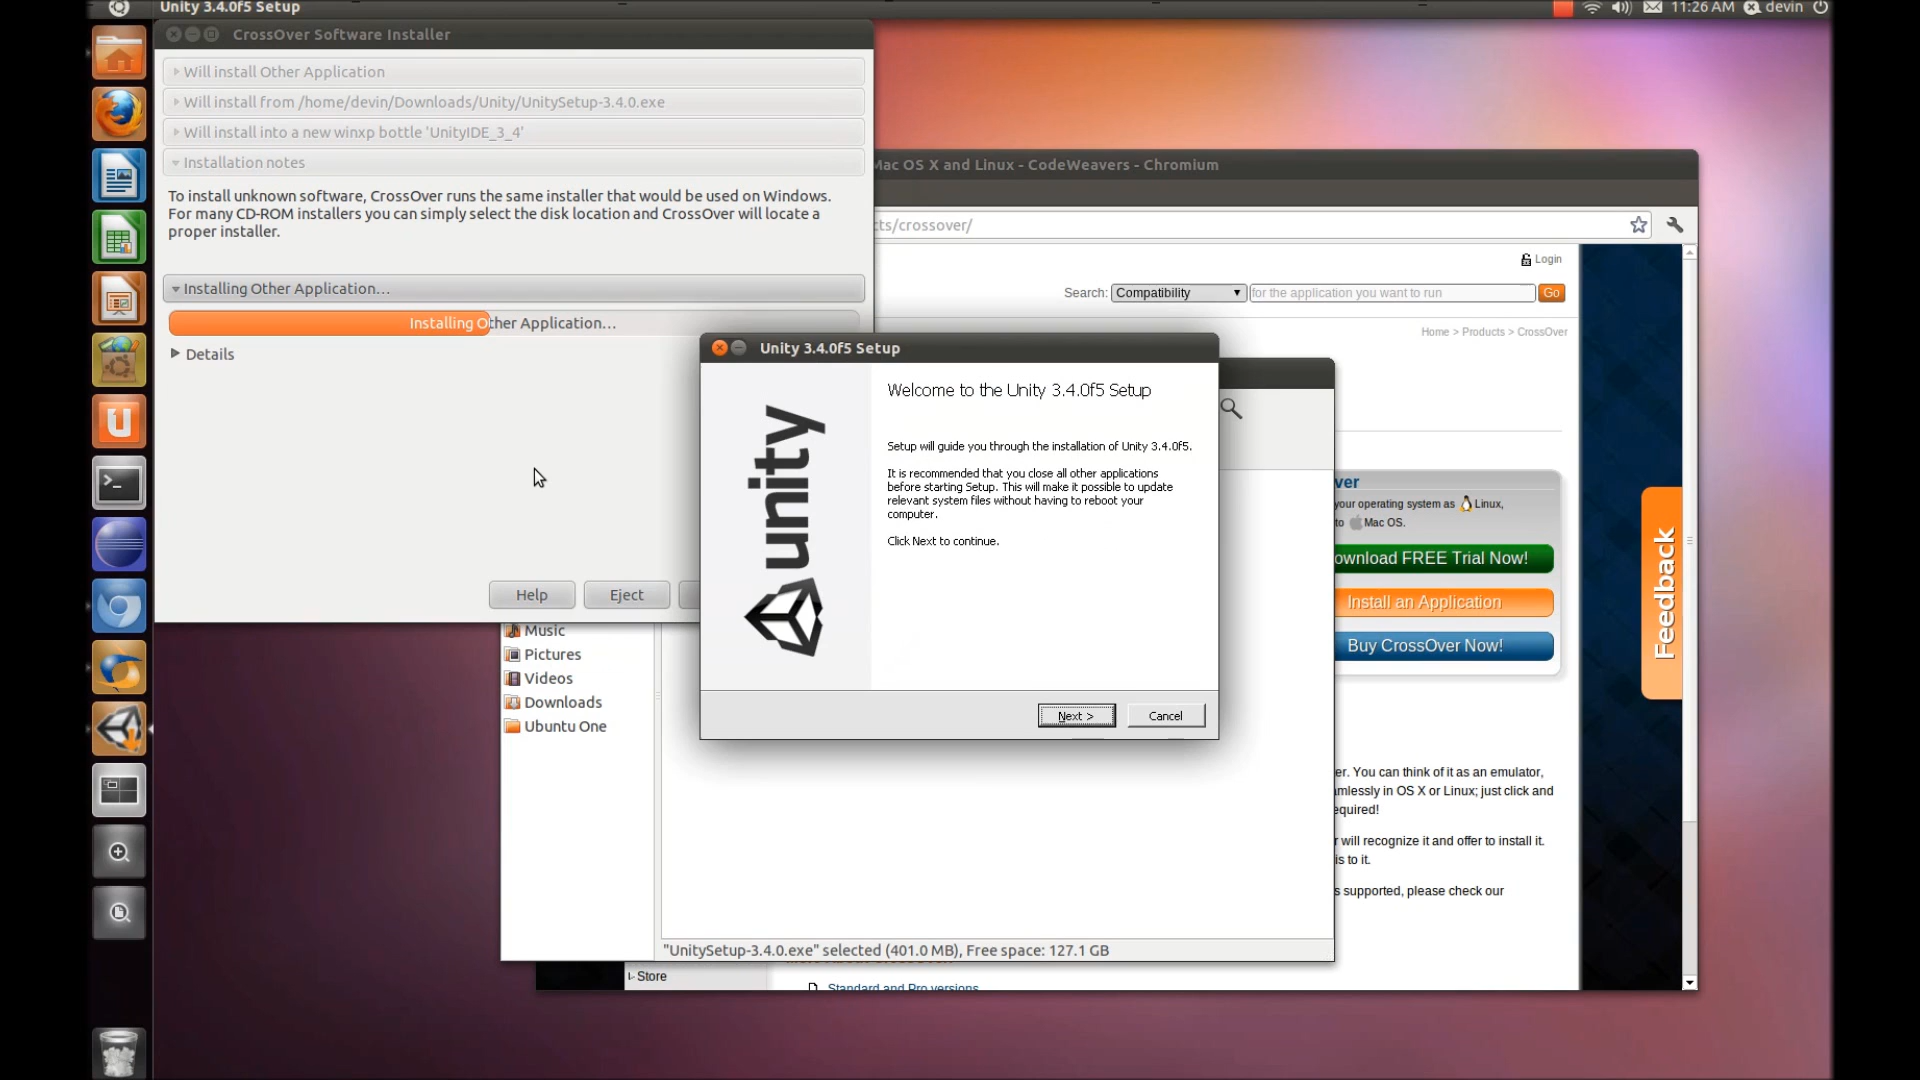 Unity 3.4.0f5 Setup
11:26 AM
devin
CrossOver Software Installer
Will install Other Application
Will install from /home/devin/Downloads/Unity/UnitySetup-3.4.0.exe
Will install into a new winxp bottle 'UnityIDE_3_4'
Installation notes
To install unknown software, CrossOver runs the same installer that would be used on Windows.
For many CD-ROM installers you can simply select the disk location and CrossOver will locate a
proper installer.
Installing Other Application...
Installing Other Application...
Details
Help
Eject
Mac OS X and Linux - CodeWeavers - Chromium
cts/crossover/
Login
Search: Compatibility for the application you want to run Go
Home > Products > CrossOver
Unity 3.4.0f5 Setup
unity
Welcome to the Unity 3.4.0f5 Setup
Setup will guide you through the installation of Unity 3.4.0f5.
It is recommended that you close all other applications
before starting Setup. This will make it possible to update
relevant system files without having to reboot your
computer.
Click Next to continue.
Next >
Cancel
ver
your operating system as Linux,
to Mac OS.
ownload FREE Trial Now!
Install an Application
Buy CrossOver Now!
Feedback
er. You can think of it as an emulator,
amlessly in OS X or Linux; just click and
equired!
r will recognize it and offer to install it.
is to it.
s supported, please check our
Music
Pictures
Videos
Downloads
Ubuntu One
"UnitySetup-3.4.0.exe" selected (401.0 MB), Free space: 127.1 GB
Store
Standard and Pro versions